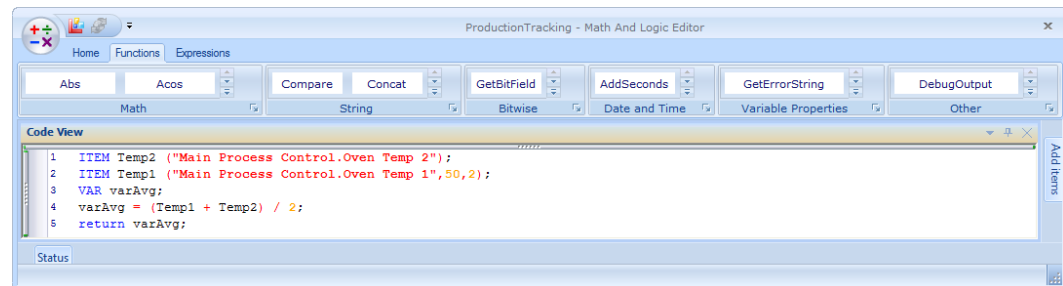 ProductionTracking - Math And Logic Editor
Home Functions Expressions
Abs Acos Compare Concat GetBitField AddSeconds GetErrorString DebugOutput
Math String Bitwise Date and Time Variable Properties Other
Code View
1 ITEM Temp2 ("Main Process Control.Oven Temp 2");
2 ITEM Temp1 ("Main Process Control.Oven Temp 1",50,2);
3 VAR varAvg;
4 varAvg = (Temp1 + Temp2) / 2;
5 return varAvg;
Add items
Status